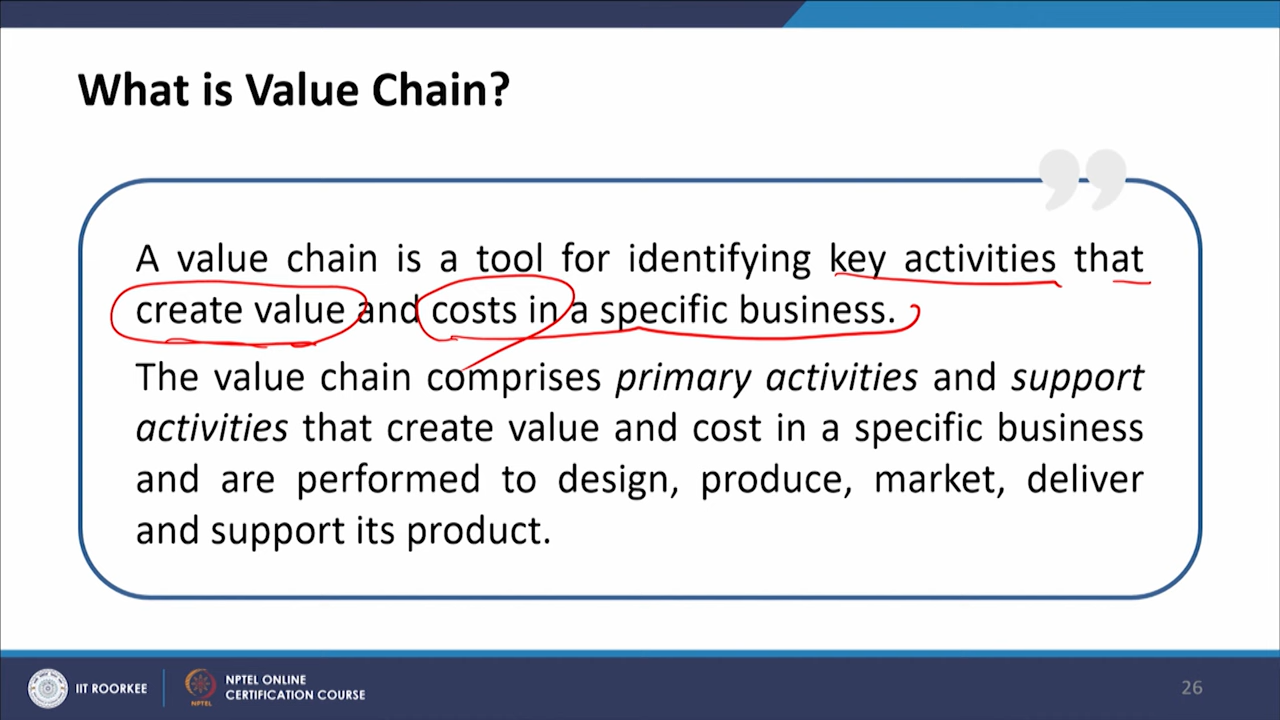 What is Value Chain?
A value chain is a tool for identifying key activities that
create value and costs in a specific business.
The value chain comprises primary activities and support
activities that create value and cost in a specific business
and are performed to design, produce, market, deliver
and support its product.
IIT ROORKEE
NPTEL
NPTEL ONLINE
CERTIFICATION COURSE
26